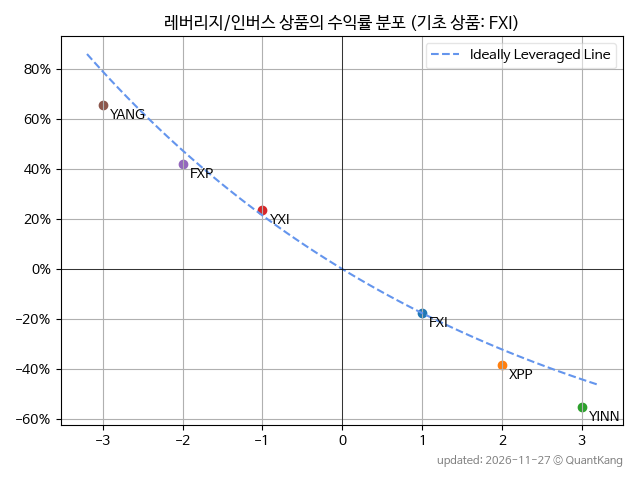 레버리지/인버스 상품의 수익률 분포 (기초 상품: FXI)
Ideally Leveraged Line
80%
60%
40%
20%
0%
−20%
−40%
−60%
YANG
FXP
YXI
FXI
XPP
YINN
−3
−2
−1
0
1
2
3
updated: 2026-11-27 © QuantKang